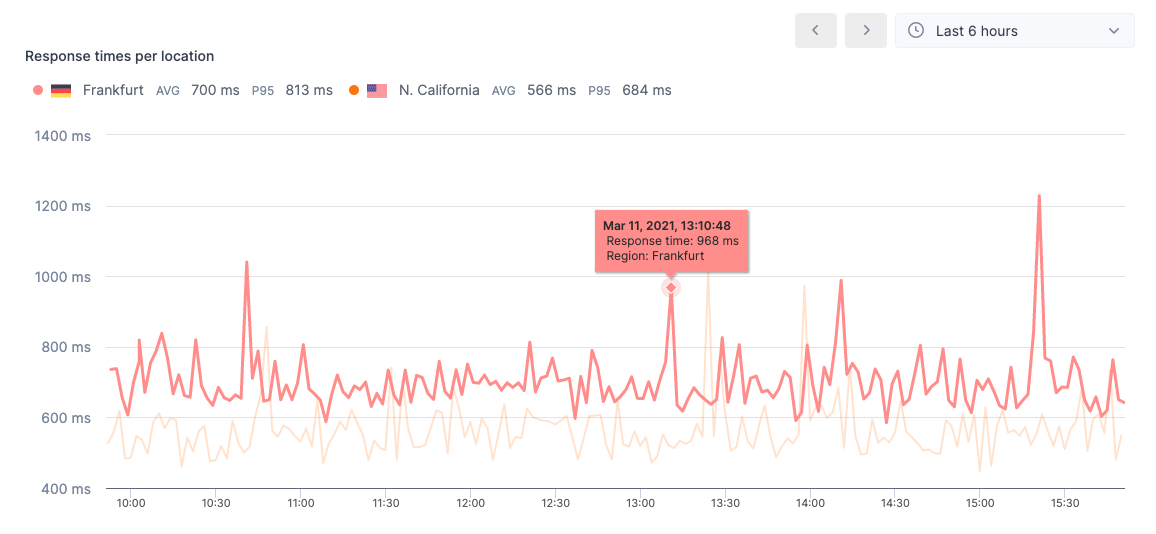 Last 6 hours
Response times per location
Frankfurt AVG 700 ms P95 813 ms N. California AVG 566 ms P95 684 ms
1400 ms
1200 ms
Mar 11, 2021, 13:10:48
Response time: 968 ms
Region: Frankfurt
1000 ms
800 ms
600 ms
400 ms
10:00 10:30 11:00 11:30 12:00 12:30 13:00 13:30 14:00 14:30 15:00 15:30